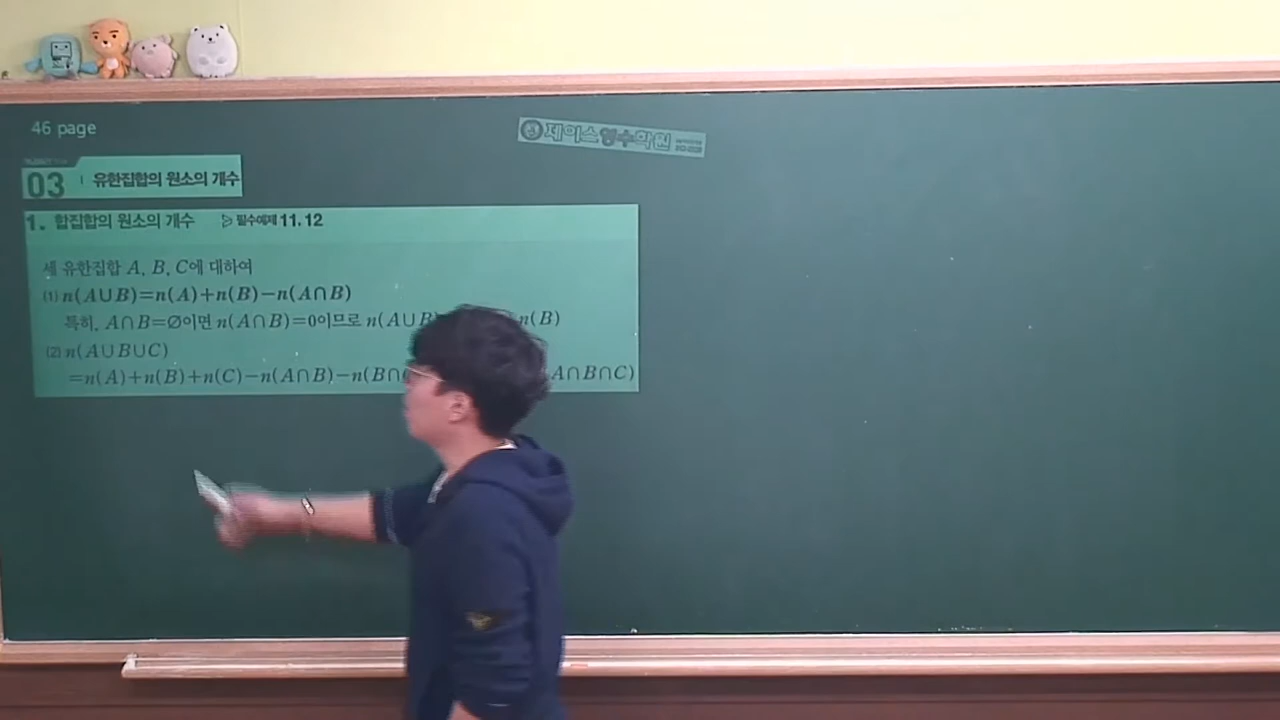 46 page
제이스영수학원
03 유한집합의 원소의 개수
1. 합집합의 원소의 개수 ▷ 필수예제 11, 12
세 유한집합 A, B, C에 대하여
(1) n(A∪B)=n(A)+n(B)−n(A∩B)
특히, A∩B=∅이면 n(A∩B)=0이므로 n(A∪B) n(B)
(2) n(A∪B∪C)
=n(A)+n(B)+n(C)−n(A∩B)−n(B∩ A∩B∩C)